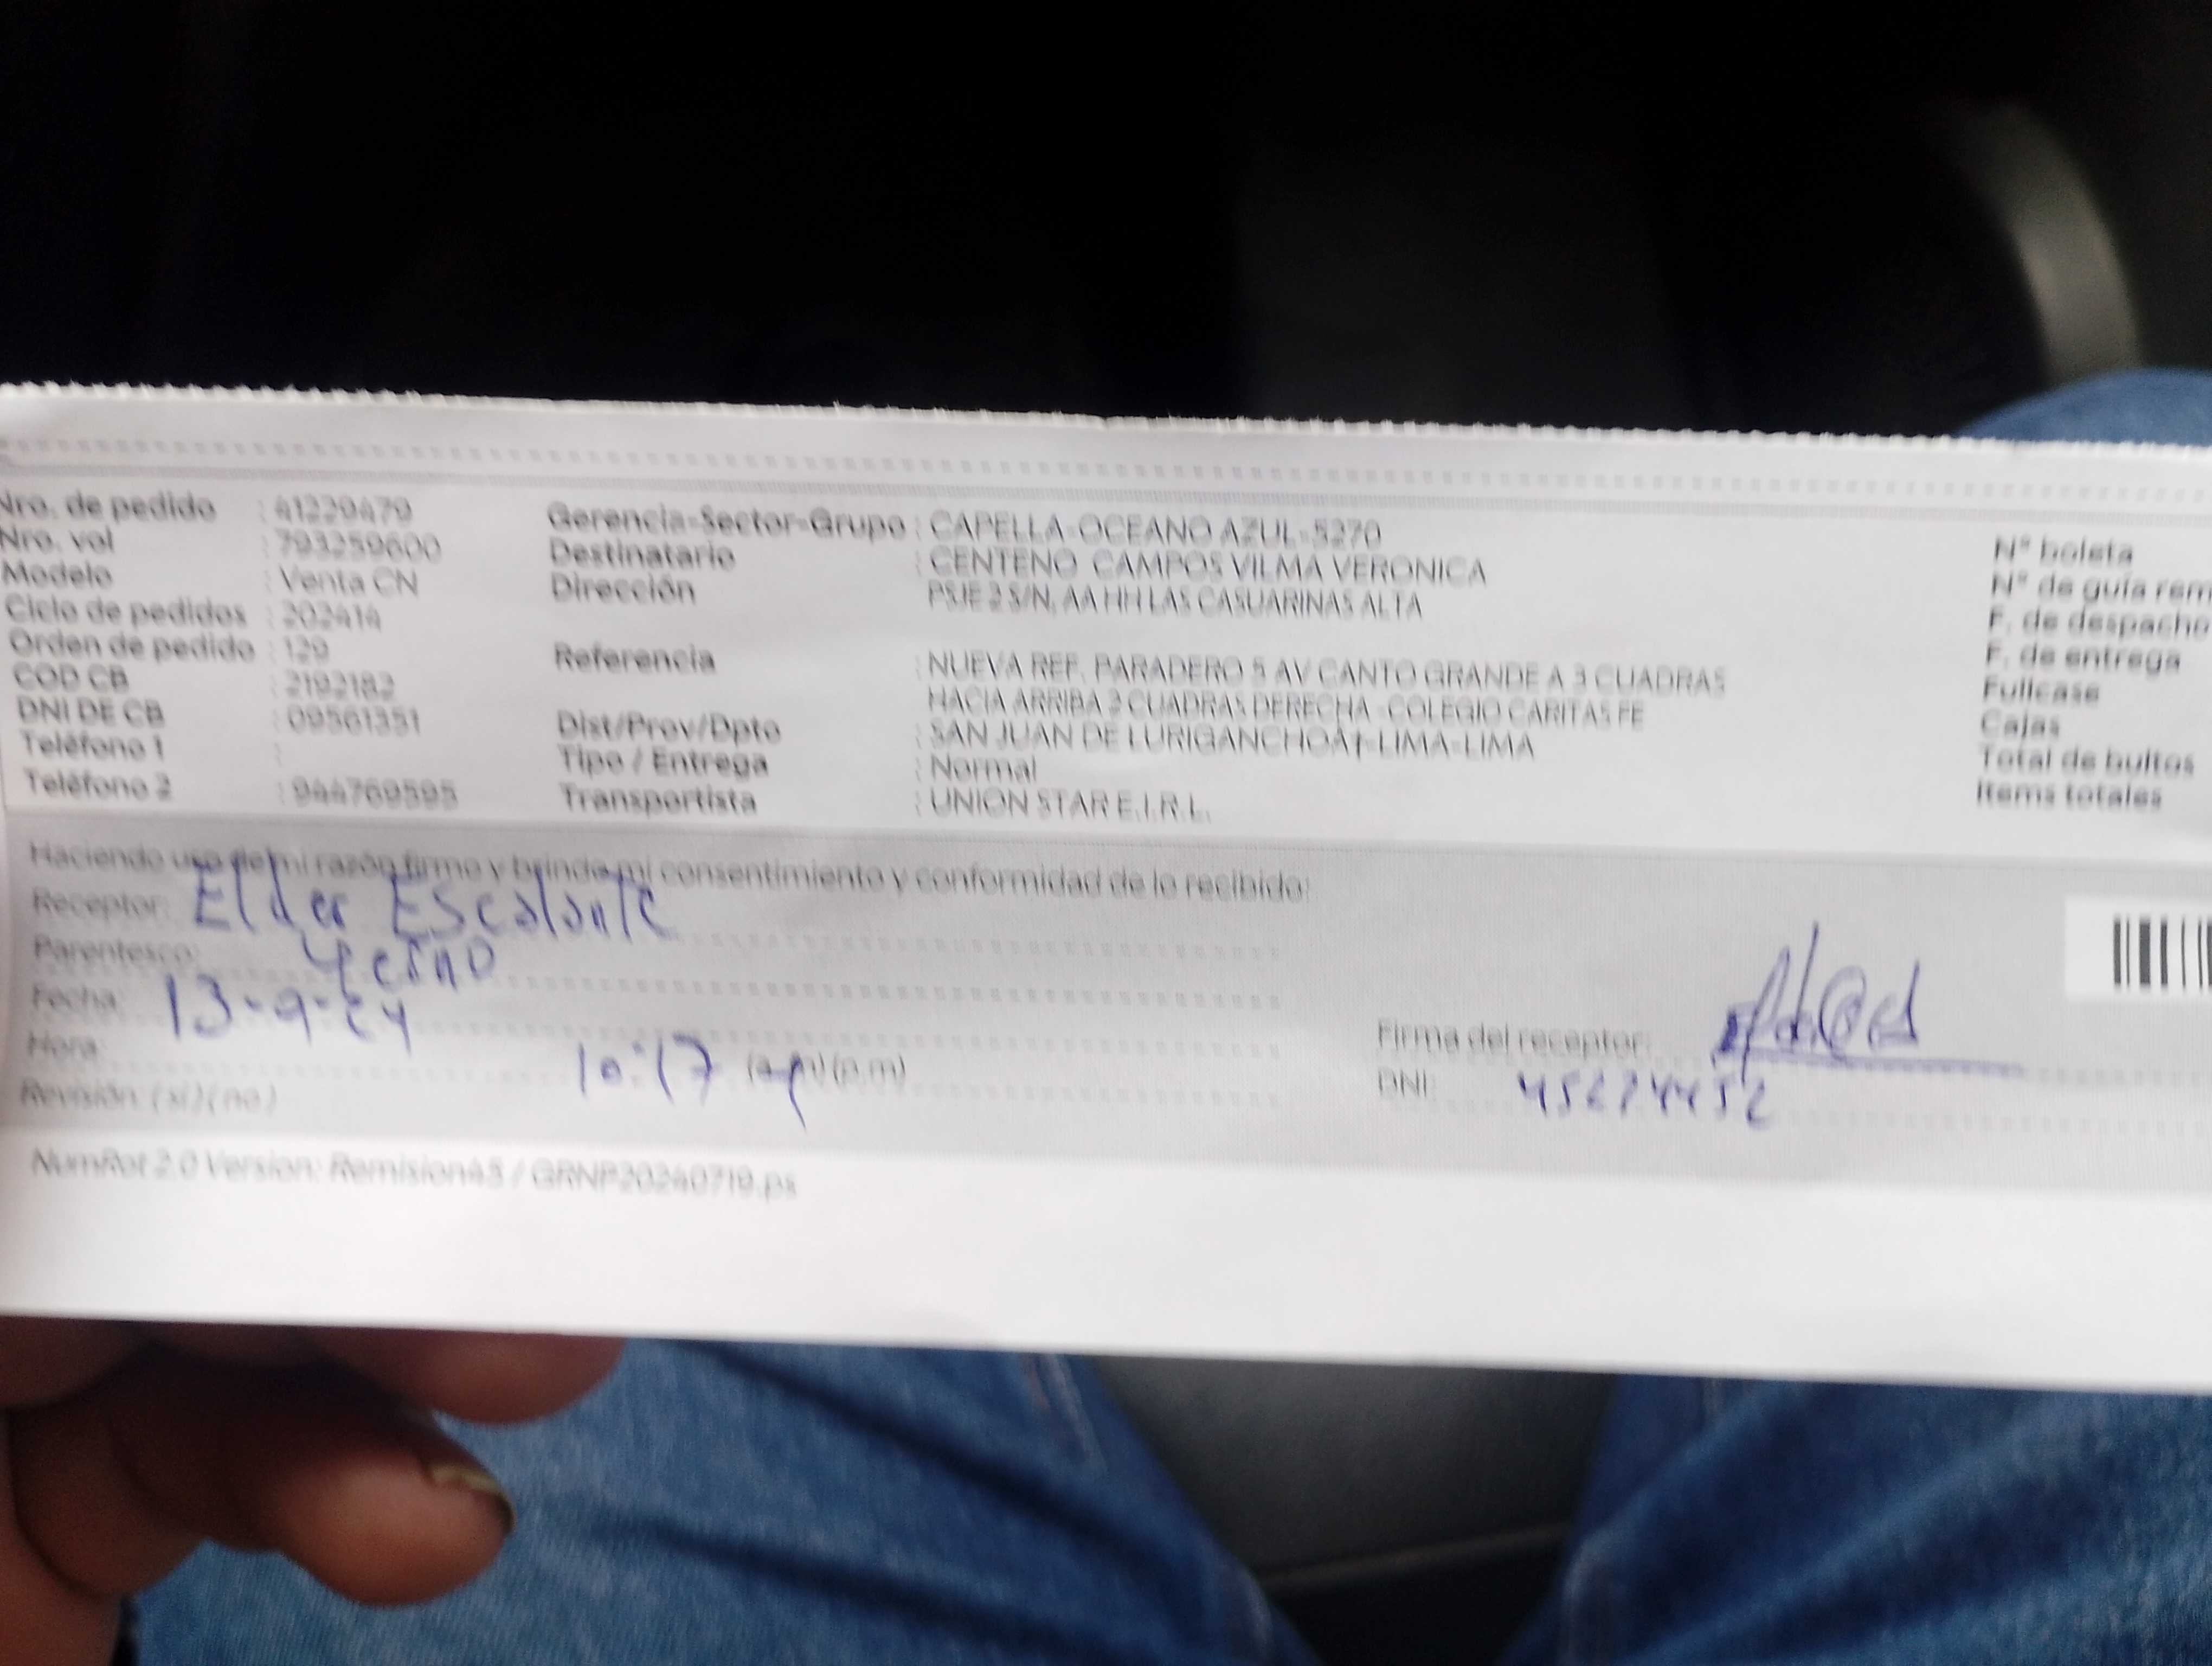 Nro. de pedido : 41229479
Nro. vol : 793259600
Modelo : Venta CN
Ciclo de pedidos : 202414
Orden de pedido : 129
COD CB : 2192182
DNI DE CB : 09561351
Teléfono 1 :
Teléfono 2 : 944769595
Gerencia-Sector-Grupo : CAPELLA-OCEANO AZUL-5270
Destinatario : CENTENO CAMPOS VILMA VERONICA
Dirección : PSJE 2 S/N, AA HH LAS CASUARINAS ALTA
Referencia : NUEVA REF. PARADERO 5 AV CANTO GRANDE A 3 CUADRAS
HACIA ARRIBA 2 CUADRAS DERECHA -COLEGIO CARITAS FE
Dist/Prov/Dpto : SAN JUAN DE LURIGANCHOÂ†-LIMA-LIMA
Tipo / Entrega : Normal
Transportista : UNION STAR E.I.R.L.
N° boleta
N° de guía rem
F. de despacho
F. de entrega
Fullcase
Cajas
Total de bultos
Items totales
Haciendo uso de mi razón firmo y brindo mi consentimiento y conformidad de lo recibido:
Receptor: Elder Escalante
Parentesco: Yerno
Fecha: 13-9-24
Hora: 10:17 (a.m) (p.m)
Revisión: (si) (no)
Firma del receptor:
DNI:
NumRot 2.0 Version: Remision45 / GRNP20240719.ps